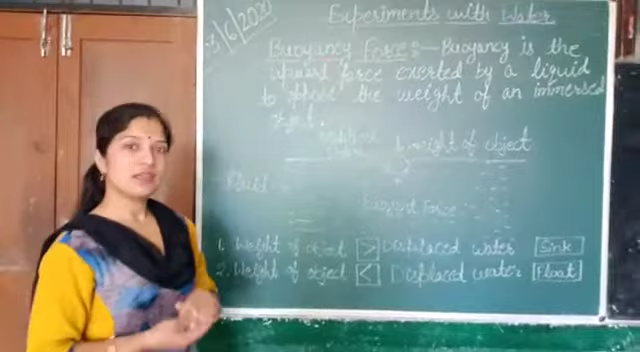 Experiments with Water
3/6/2020
Buoyancy Force:- Buoyancy is the
upward force exerted by a liquid
to oppose the weight of an immersed
object.
weight of object
Fluid
Buoyant Force
1. Weight of object > Displaced water Sink
2. Weight of object < Displaced water Float